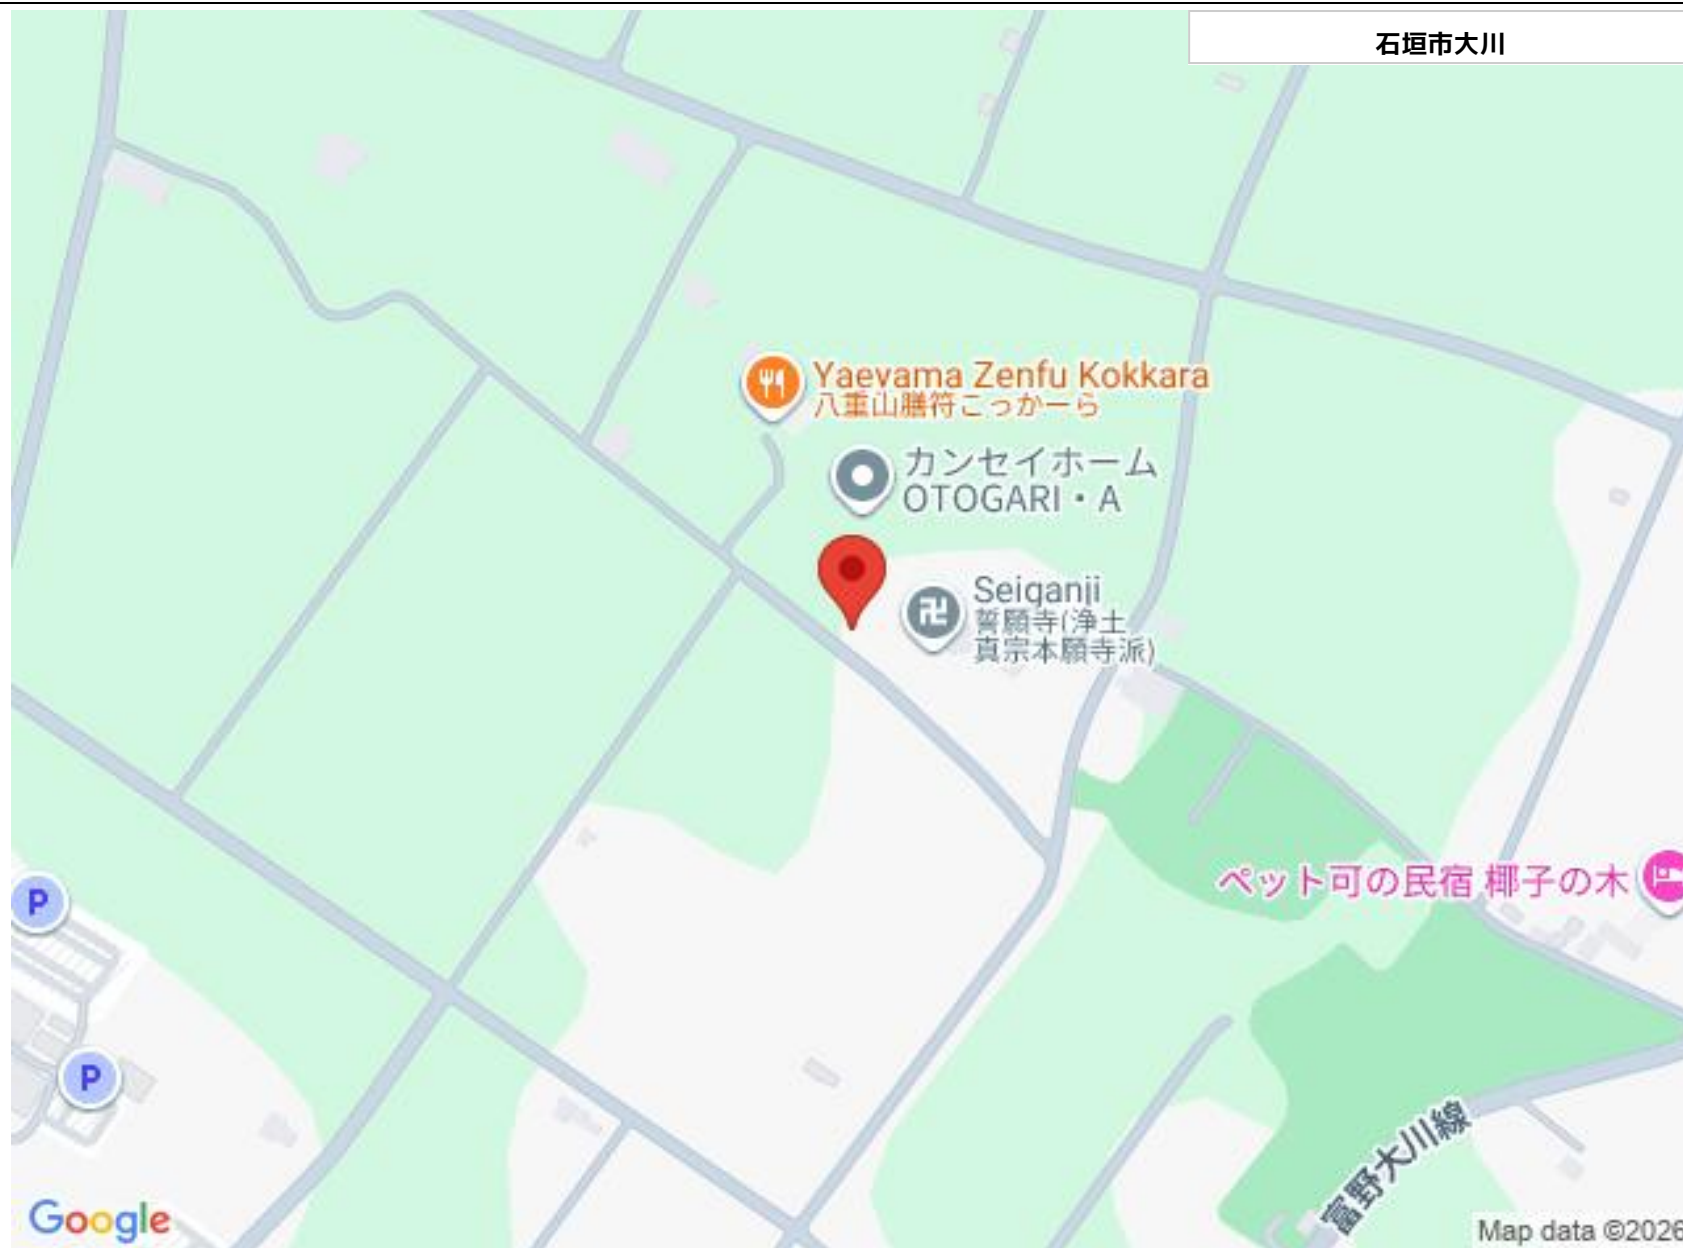 石垣市大川
Yaeyama Zenfu Kokkara
八重山膳符こっかーら
カンセイホーム
OTOGARI・A
Seiganji
誓願寺(浄土
真宗本願寺派)
ペット可の民宿 椰子の木
P
P
富野大川線
Google
Map data ©2026